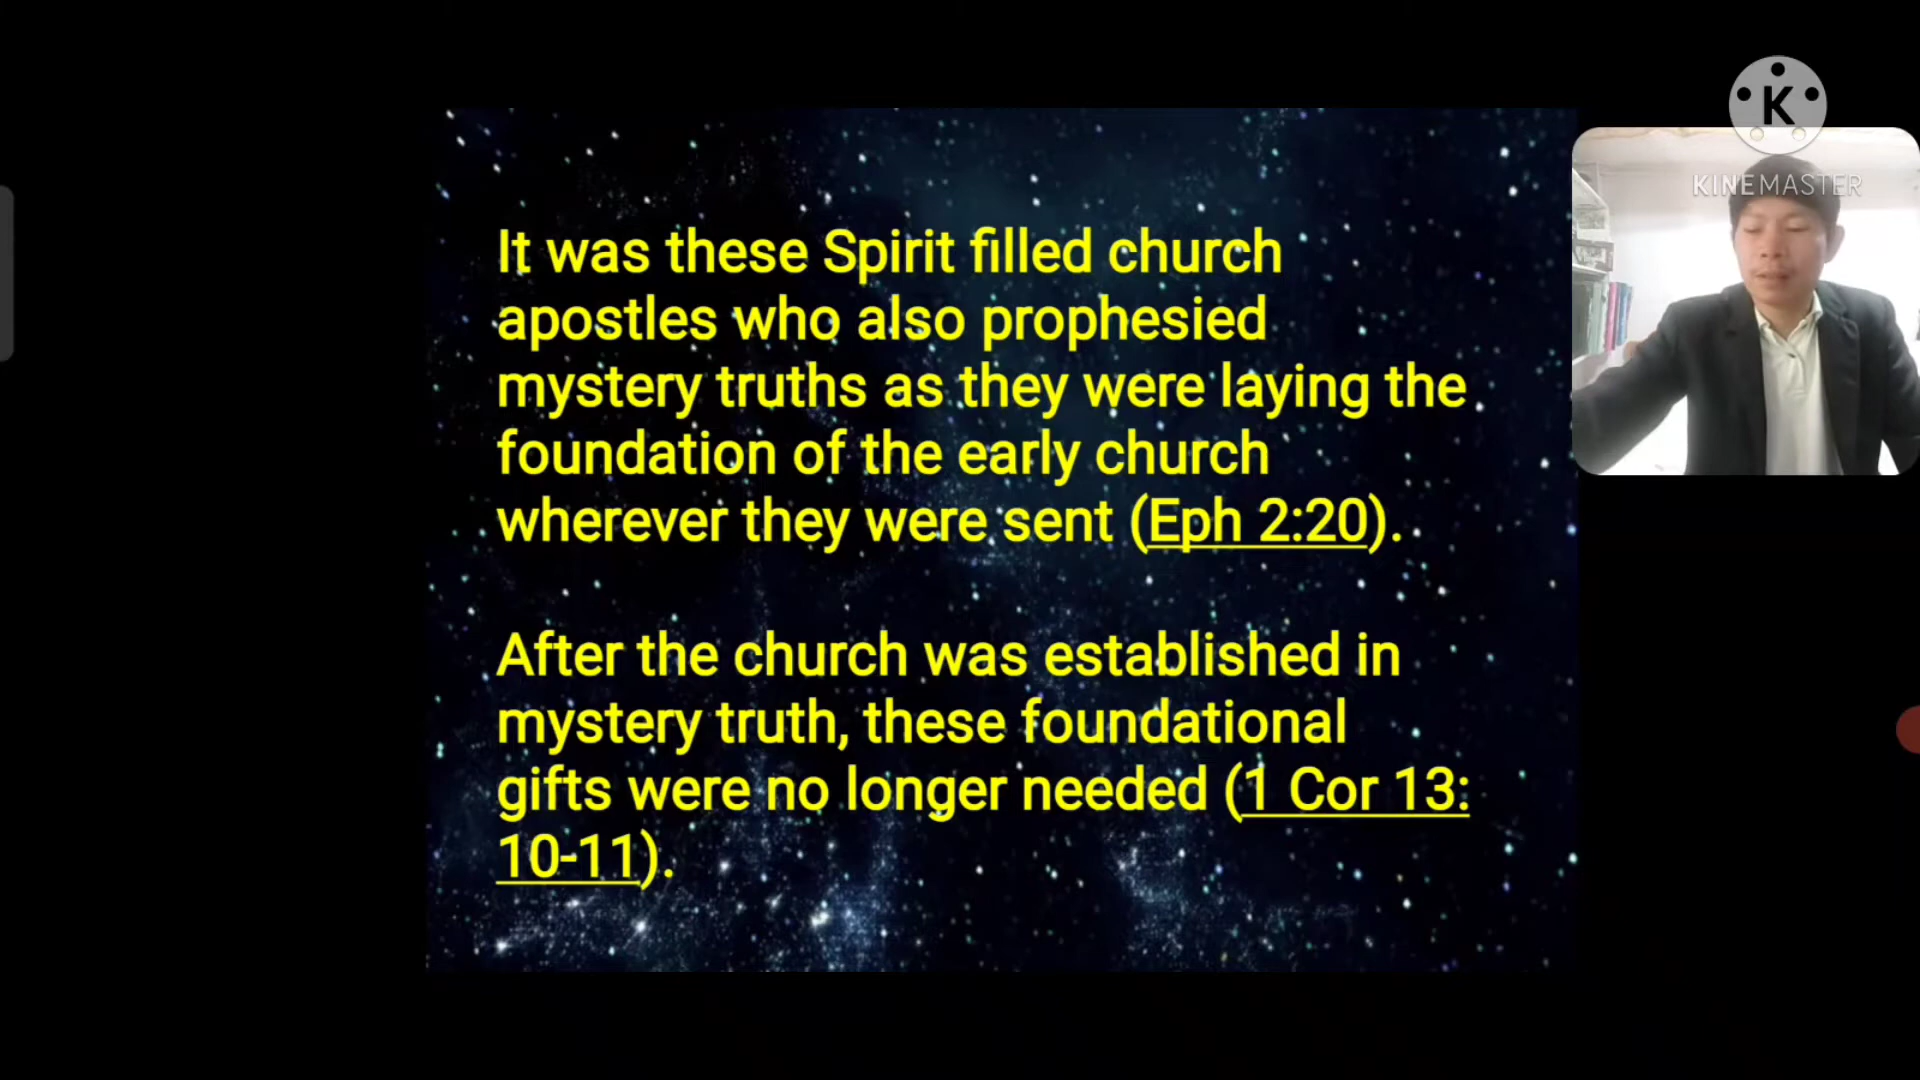 It was these Spirit filled church
apostles who also prophesied
mystery truths as they were laying the
foundation of the early church
wherever they were sent (Eph 2:20).
After the church was established in
mystery truth, these foundational
gifts were no longer needed (1 Cor 13:
10-11).
K
KINEMASTER